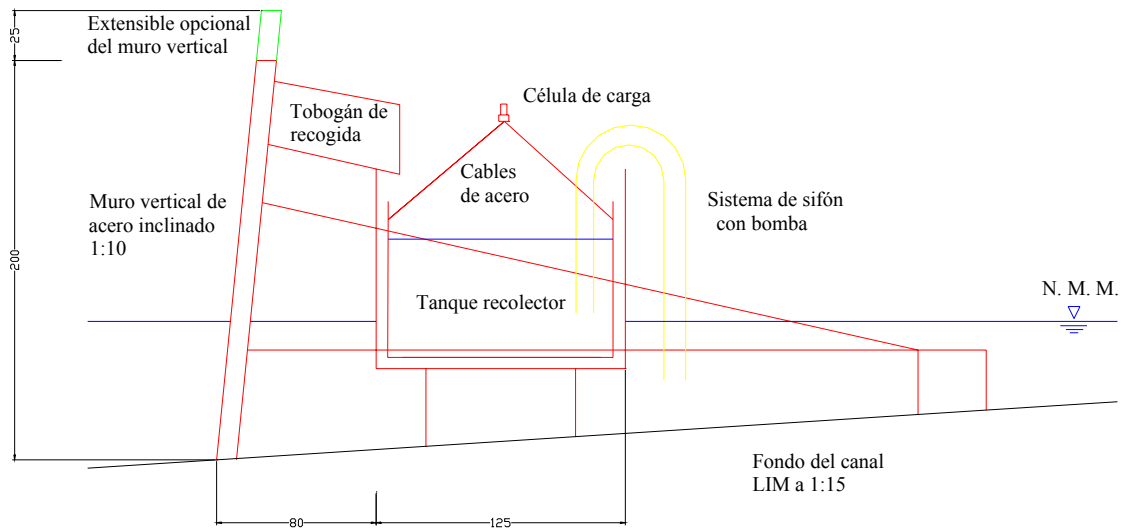 25
Extensible opcional
del muro vertical
Célula de carga
Tobogán de
recogida
Cables
de acero
Muro vertical de
acero inclinado
1:10
Sistema de sifón
con bomba
200
Tanque recolector
N. M. M.
Fondo del canal
LIM a 1:15
80
125